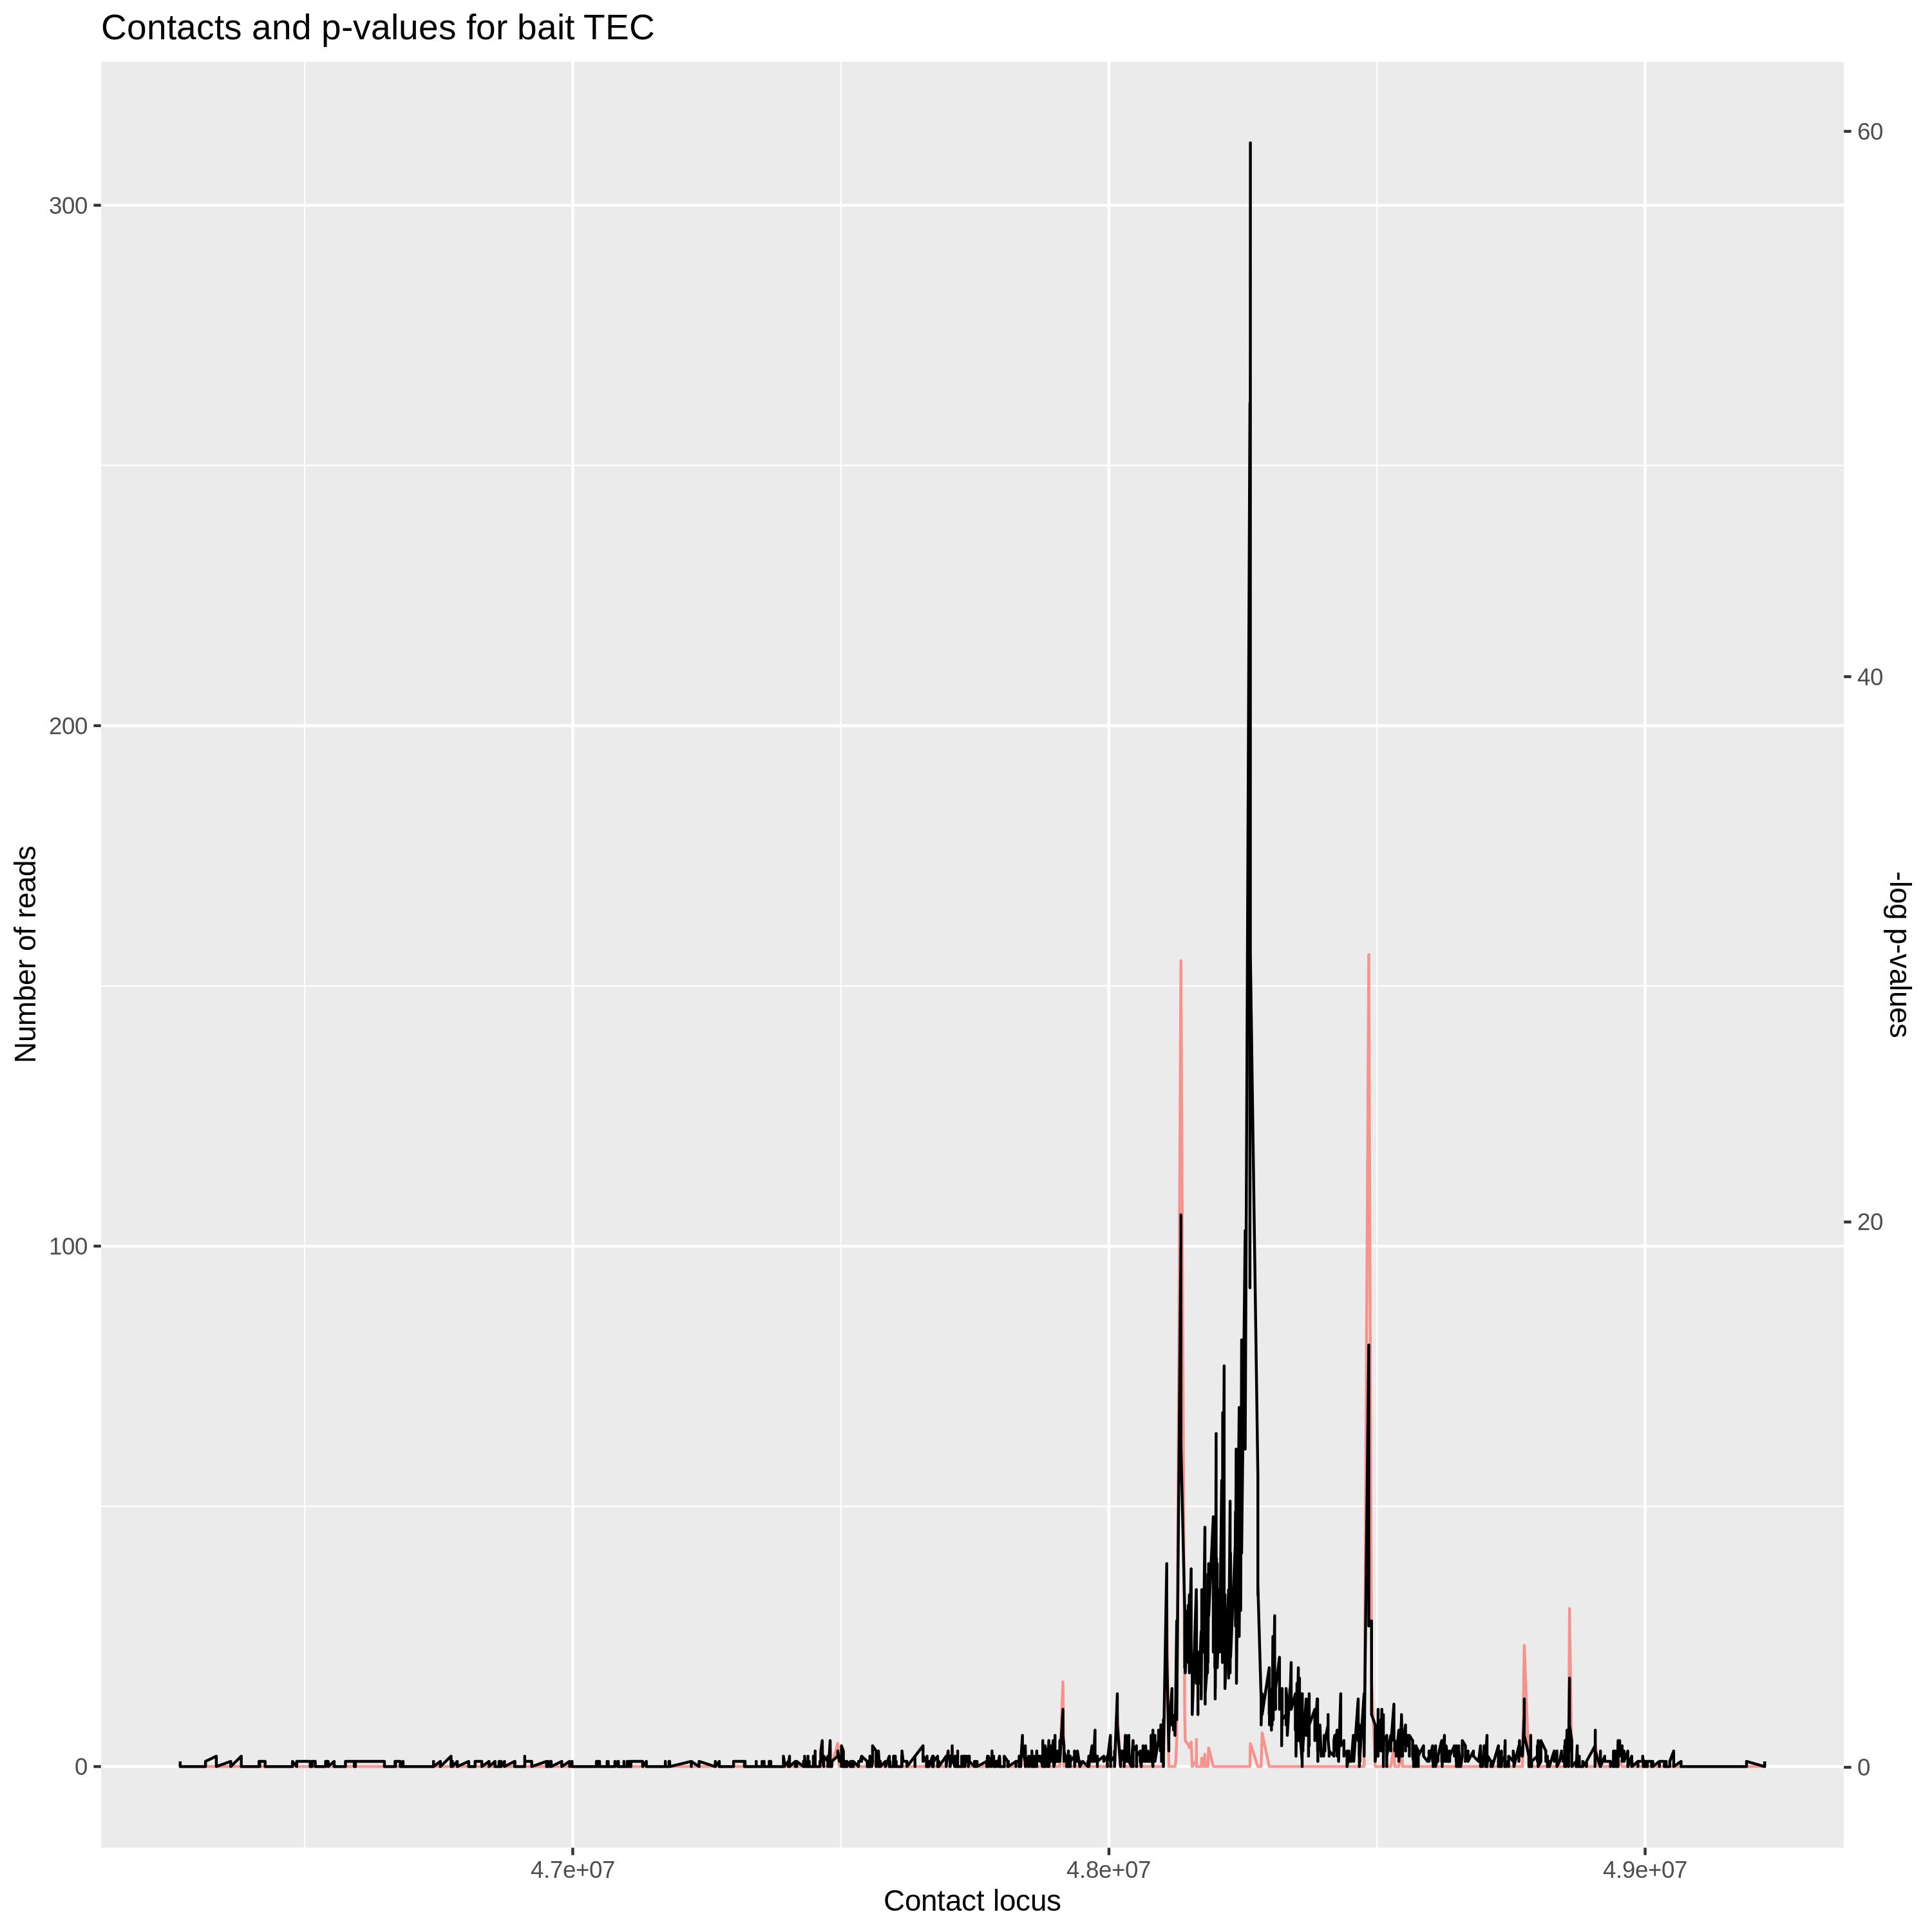 Contacts and p-values for bait TEC
300
200
100
0
60
40
20
0
Number of reads
-log p-values
4.7e+07
4.8e+07
4.9e+07
Contact locus